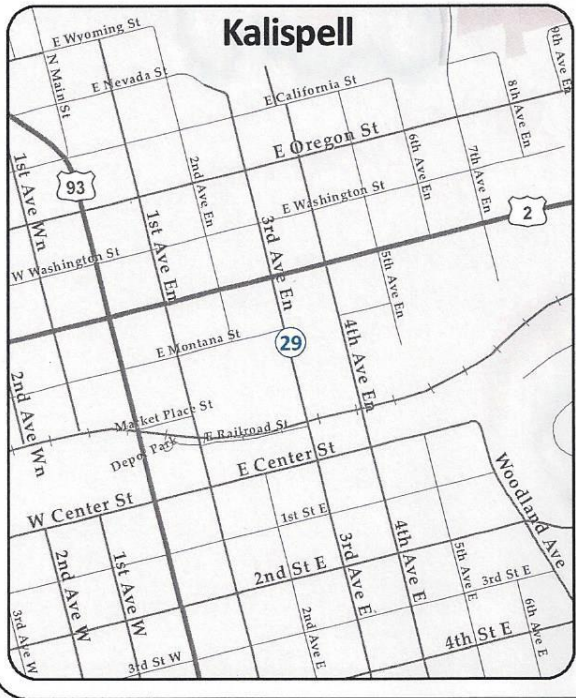 Kalispell
E Wyoming St
N Main St
E Nevada St
E California St
9th Ave En
8th Ave En
E Oregon St
6th Ave En
7th Ave En
1st Ave Wn
93
2nd Ave En
E Washington St
2
1st Ave En
3rd Ave En
W Washington St
5th Ave En
E Montana St
29
4th Ave En
2nd Ave Wn
Market Place St
E Railroad St
Depot Park
E Center St
W Center St
Woodland Ave
1st St E
2nd St E
3rd Ave E
4th Ave E
5th Ave E
3rd St E
2nd Ave W
1st Ave W
3rd Ave W
2nd Ave E
6th Ave E
4th St E
3rd St W